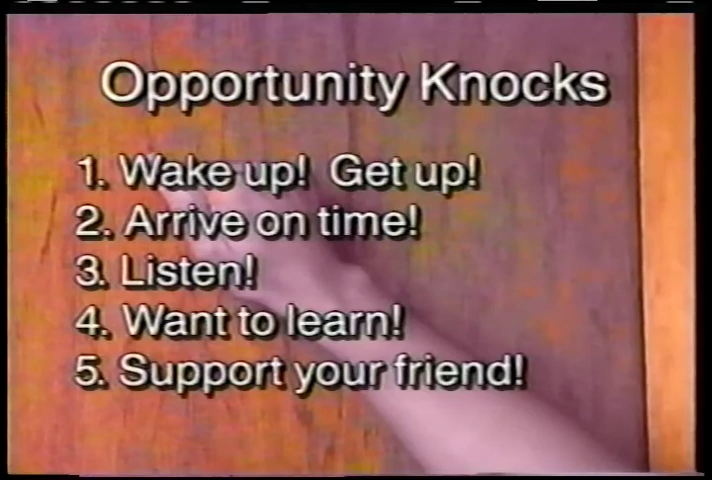 Opportunity Knocks
1. Wake up! Get up!
2. Arrive on time!
3. Listen!
4. Want to learn!
5. Support your friend!